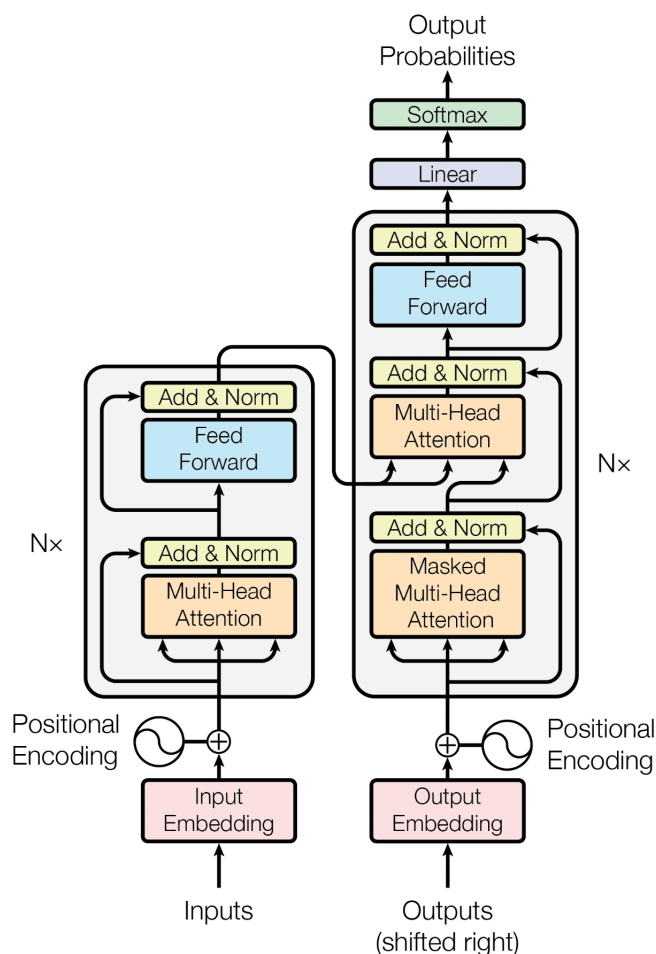 Output
Probabilities
Softmax
Linear
Add & Norm
Feed
Forward
Add & Norm
Multi-Head
Attention
Add & Norm
Masked
Multi-Head
Attention
N×
Add & Norm
Feed
Forward
Add & Norm
Multi-Head
Attention
N×
Positional
Encoding
Positional
Encoding
Input
Embedding
Output
Embedding
Inputs
Outputs
(shifted right)